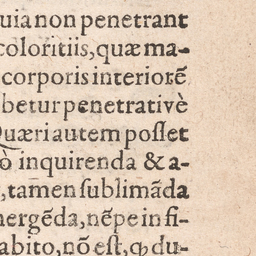 uia non penetrant
coloritiis, quæ ma-
corporis interiorẽ
betur penetrativè
Quæri autem poſſet
ò inquirenda & a-
, tamen ſublimãda
ergẽda, nẽpe in fi-
abito, nõ eſt, ꝙ du-